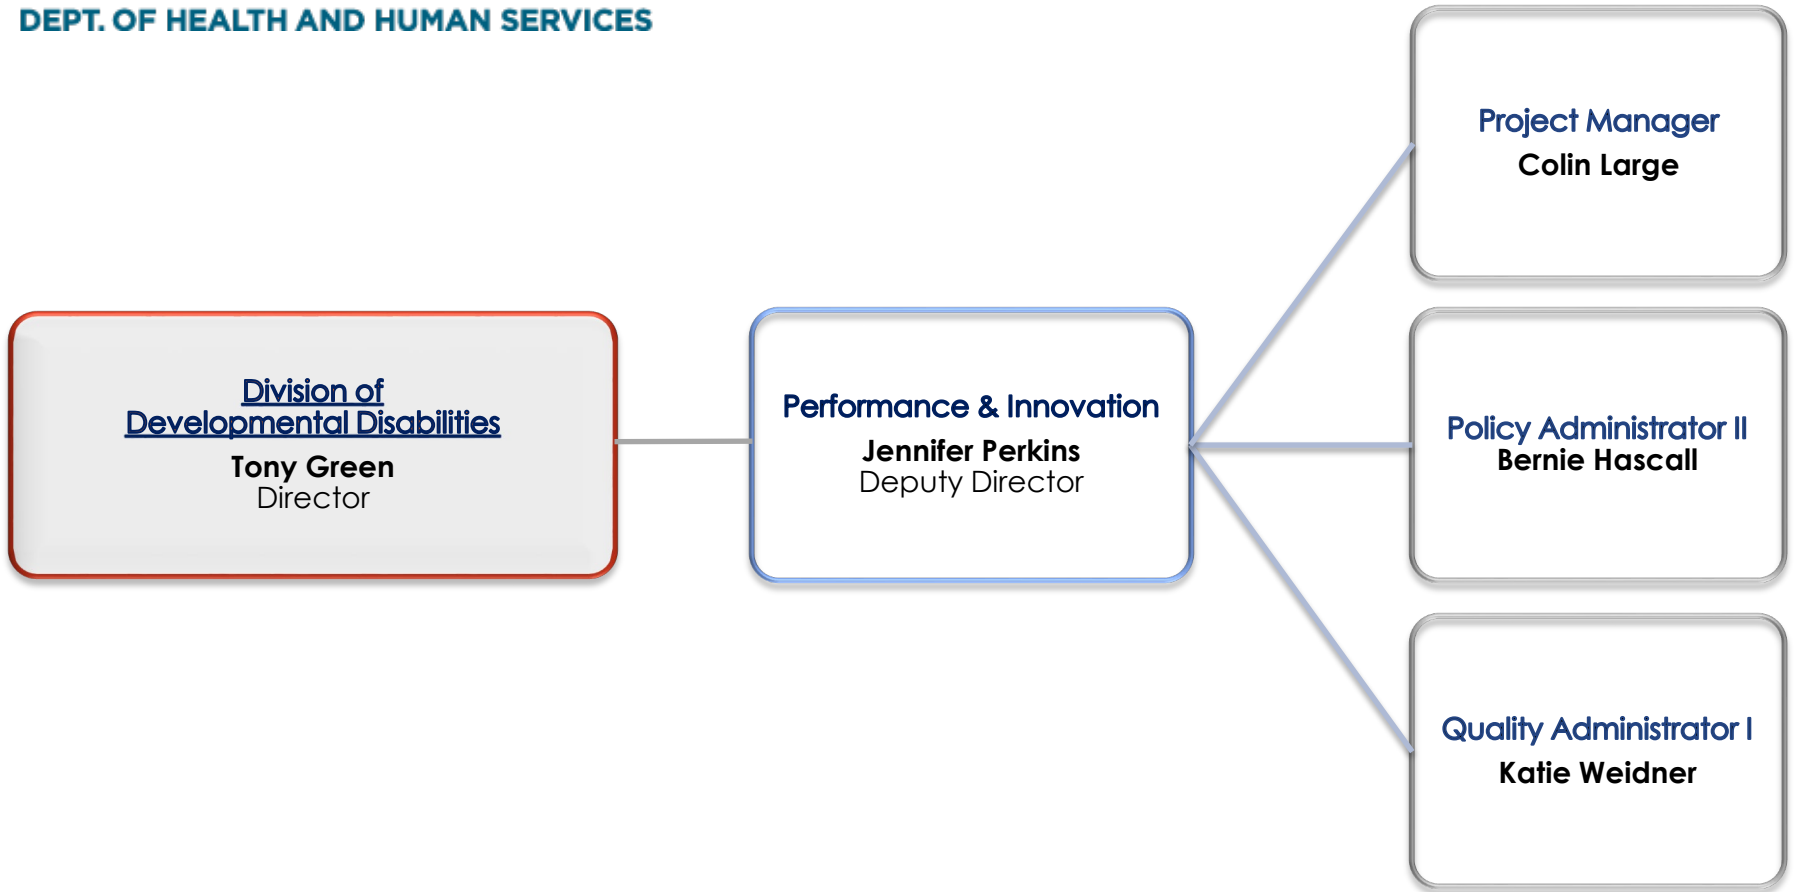 DEPT. OF HEALTH AND HUMAN SERVICES
Division of
Developmental Disabilities
Tony Green
Director
Performance & Innovation
Jennifer Perkins
Deputy Director
Project Manager
Colin Large
Policy Administrator II
Bernie Hascall
Quality Administrator I
Katie Weidner